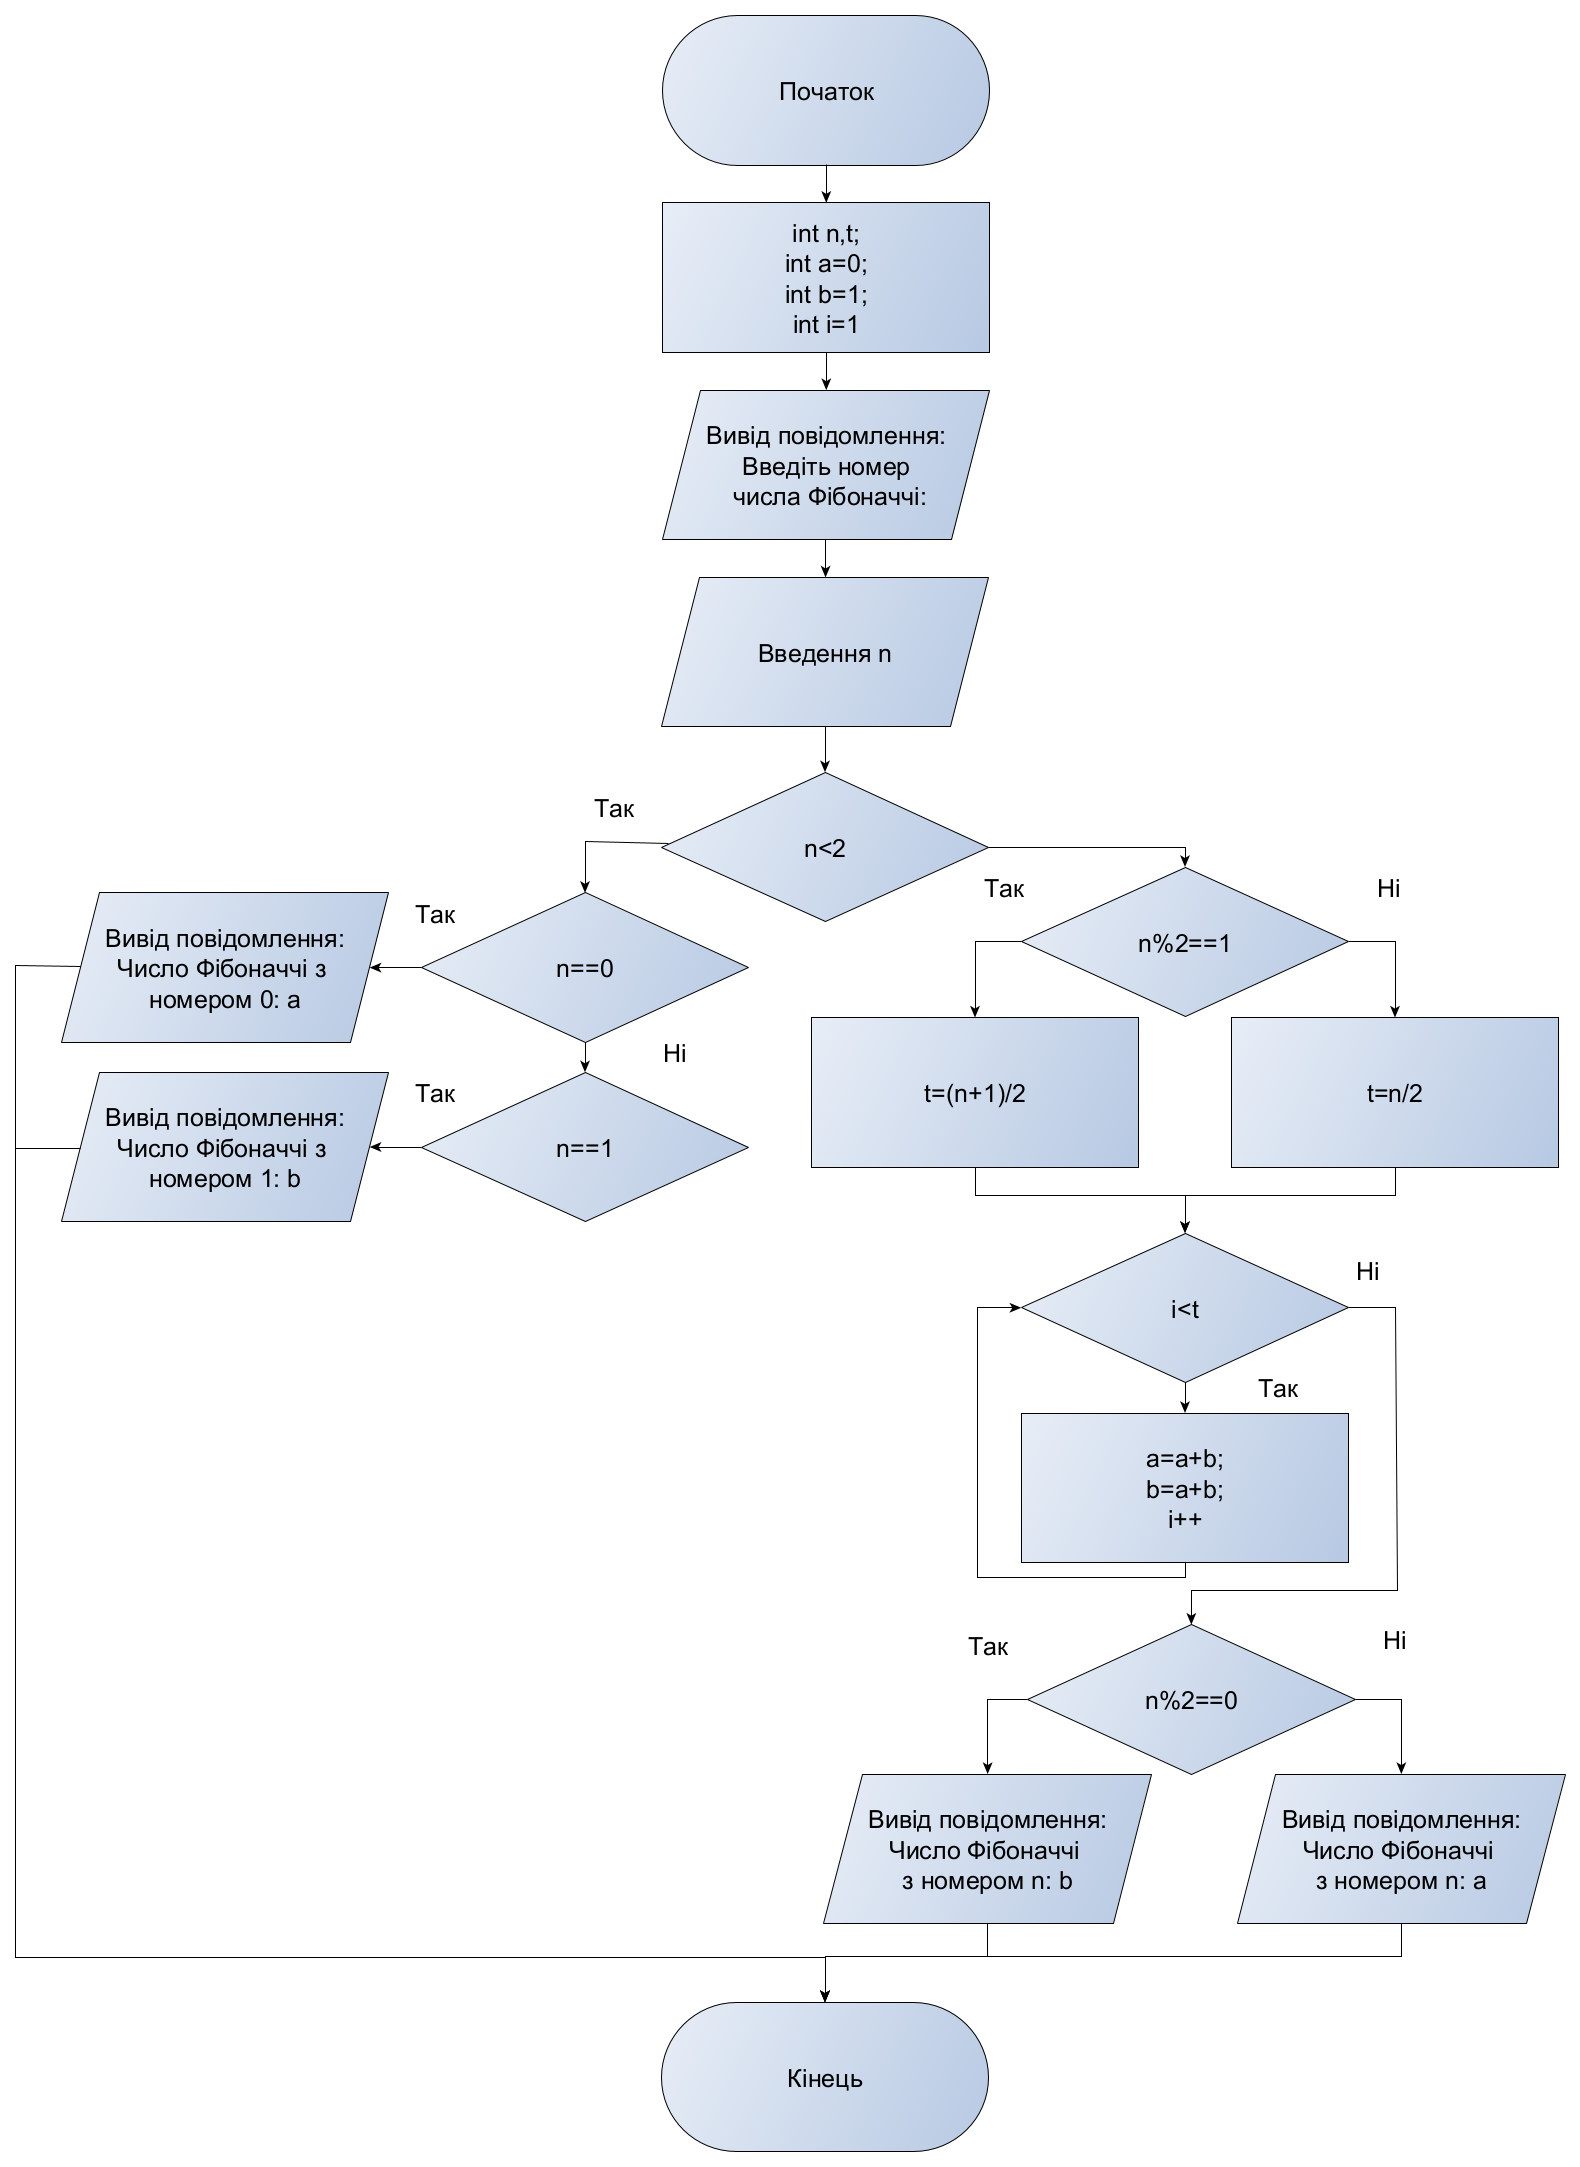 Початок
int n,t;
int a=0;
int b=1;
int i=1
Вивід повідомлення:
Введіть номер
числа Фібоначчі:
Введення n
Так
n<2
Так
n==0
Вивід повідомлення:
Число Фібоначчі з
номером 0: a
Ні
Так
n==1
Вивід повідомлення:
Число Фібоначчі з
номером 1: b
Так
Ні
n%2==1
t=(n+1)/2
t=n/2
Ні
i<t
Так
a=a+b;
b=a+b;
i++
Так
Ні
n%2==0
Вивід повідомлення:
Число Фібоначчі
з номером n: b
Вивід повідомлення:
Число Фібоначчі
з номером n: a
Кінець